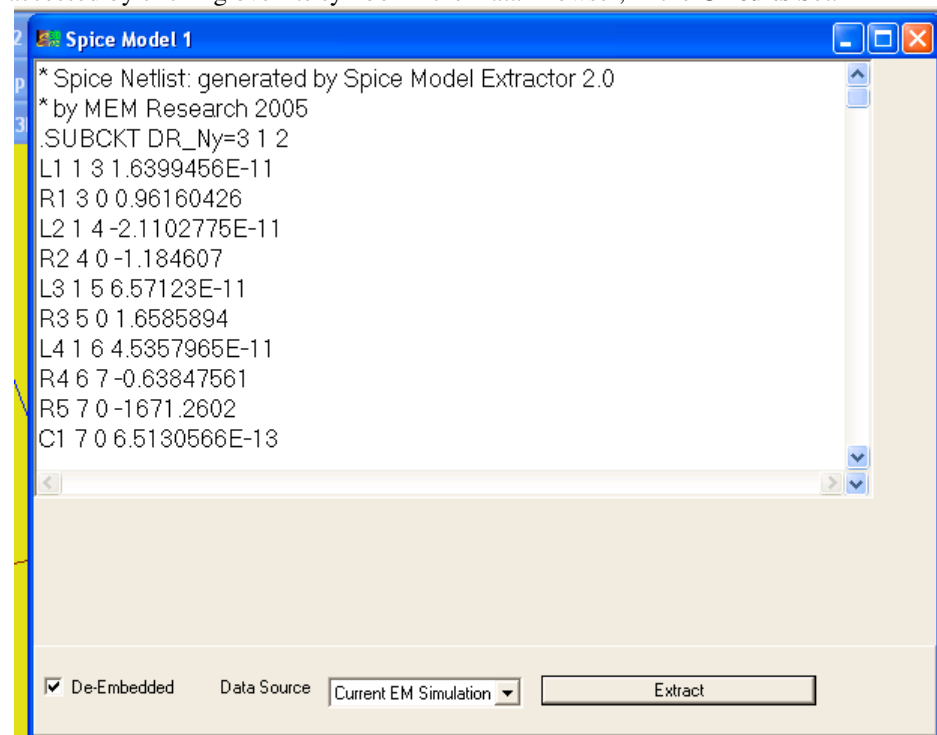 Spice Model 1
* Spice Netlist: generated by Spice Model Extractor 2.0
* by MEM Research 2005
.SUBCKT DR_Ny=3 1 2
L1 1 3 1.6399456E-11
R1 3 0 0.96160426
L2 1 4 -2.1102775E-11
R2 4 0 -1.184607
L3 1 5 6.57123E-11
R3 5 0 1.6585894
L4 1 6 4.5357965E-11
R4 6 7 -0.63847561
R5 7 0 -1671.2602
C1 7 0 6.5130566E-13
De-Embedded Data Source Current EM Simulation Extract